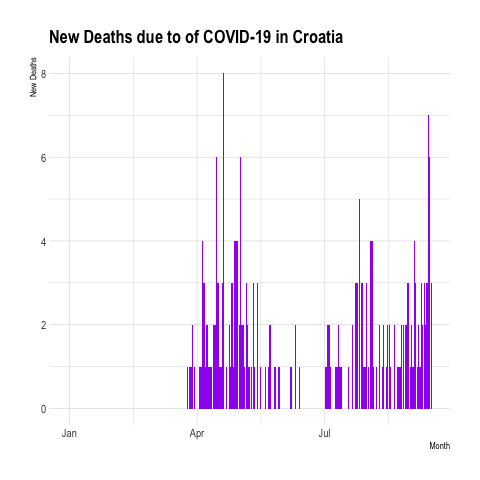 New Deaths due to of COVID-19 in Croatia
New Deaths
8
6
4
2
0
Jan Apr Jul
Month